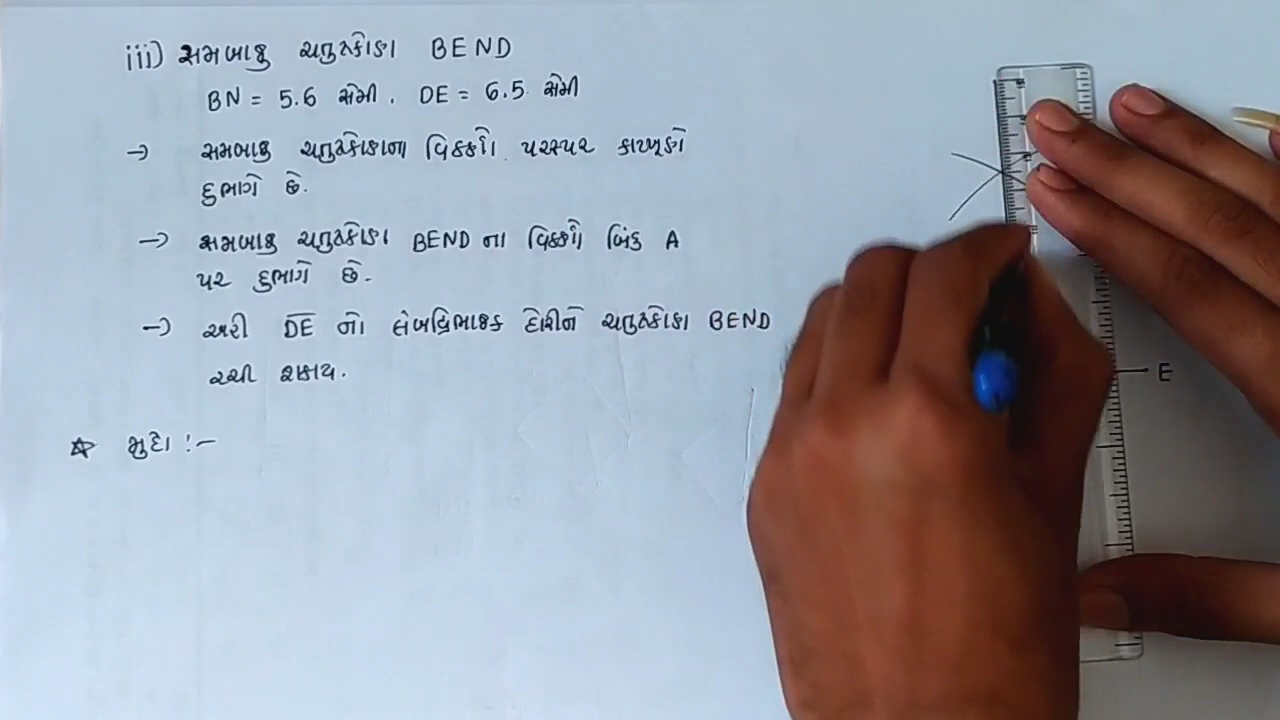 iii) સમબાજુ ચતુષ્કોણ BEND
BN = 5.6 સેમી. DE = 6.5 સેમી
→ સમબાજુ ચતુષ્કોણના વિકર્ણો પરસ્પર કાટખૂણે
દુભાગે છે.
→ સમબાજુ ચતુષ્કોણ BEND ના વિકર્ણો બિંદુ A
પર દુભાગે છે.
→ અહી DE નો લંબદ્વિભાજક દોરીને ચતુષ્કોણ BEND
રચી શકાય.
☆ મુદ્દો :-
E